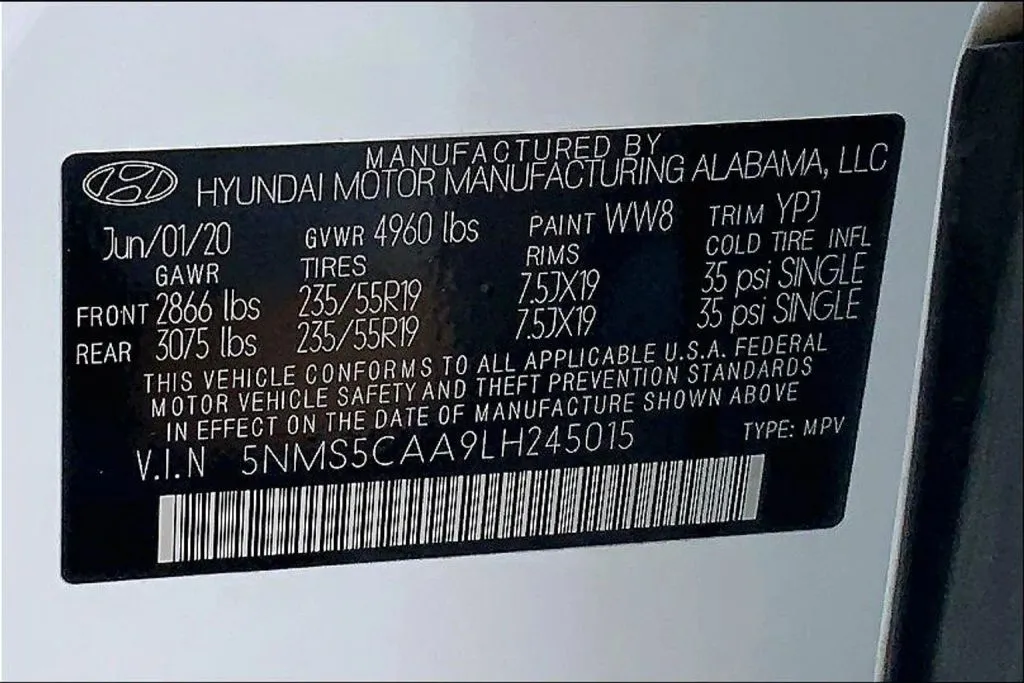 MANUFACTURED BY
HYUNDAI MOTOR MANUFACTURING ALABAMA, LLC
Jun/01/20 GVWR 4960 lbs PAINT WW8 TRIM YPJ
GAWR TIRES RIMS COLD TIRE INFL
FRONT 2866 lbs 235/55R19 7.5JX19 35 psi SINGLE
REAR 3075 lbs 235/55R19 7.5JX19 35 psi SINGLE
THIS VEHICLE CONFORMS TO ALL APPLICABLE U.S.A. FEDERAL
MOTOR VEHICLE SAFETY AND THEFT PREVENTION STANDARDS
IN EFFECT ON THE DATE OF MANUFACTURE SHOWN ABOVE
V.I.N 5NMS5CAA9LH245015 TYPE: MPV